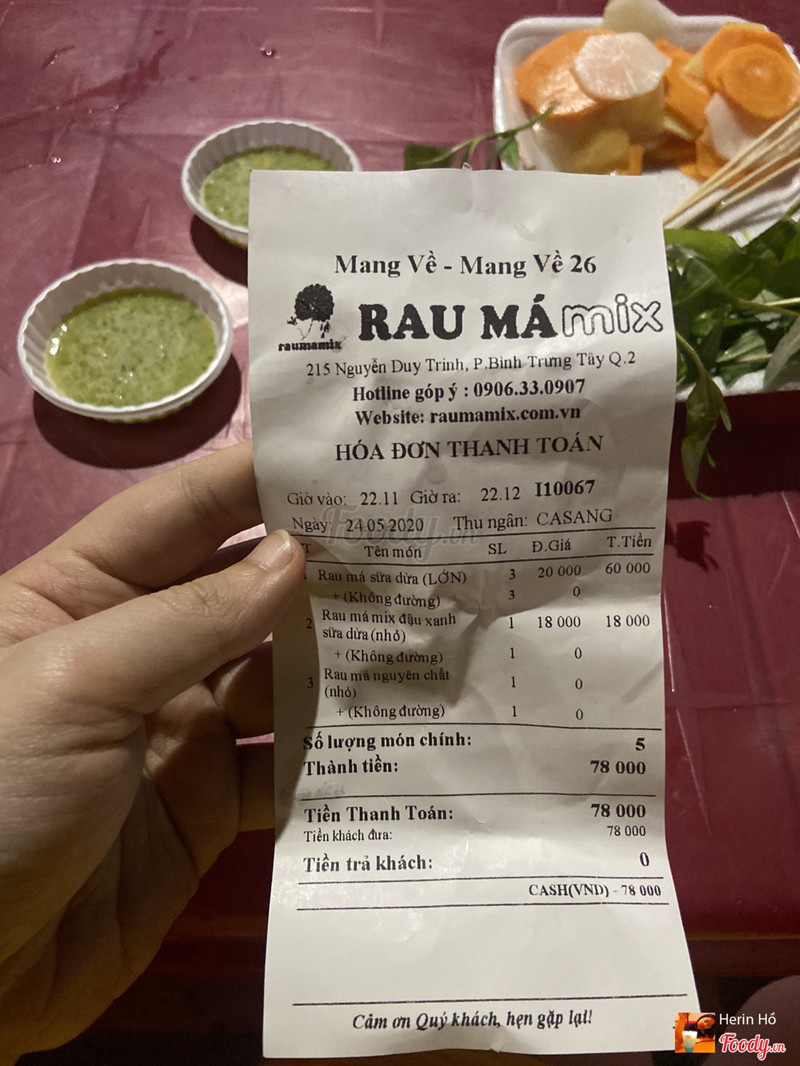 Mang Về - Mang Về 26
raumamix
RAU MÁ mix
215 Nguyễn Duy Trinh, P.Bình Trưng Tây Q.2
Hotline góp ý : 0906.33.0907
Website: raumamix.com.vn
HÓA ĐƠN THANH TOÁN
Giờ vào: 22.11 Giờ ra: 22.12 I10067
Ngày: 24.05.2020 Thu ngân: CASANG
Foody.vn
T Tên món SL Đ.Giá T.Tiền
Rau má sữa dừa (LỚN) 3 20 000 60 000
+ (Không đường) 3 0
2 Rau má mix đậu xanh 1 18 000 18 000
sữa dừa (nhỏ)
+ (Không đường) 1 0
3 Rau má nguyên chất 1 0
(nhỏ)
+ (Không đường) 1 0
Số lượng món chính: 5
Thành tiền: 78 000
Tiền Thanh Toán: 78 000
Tiền khách đưa: 78 000
Tiền trả khách: 0
CASH(VND) - 78 000
Cảm ơn Quý khách, hẹn gặp lại!
Herin Hồ
Foody.vn